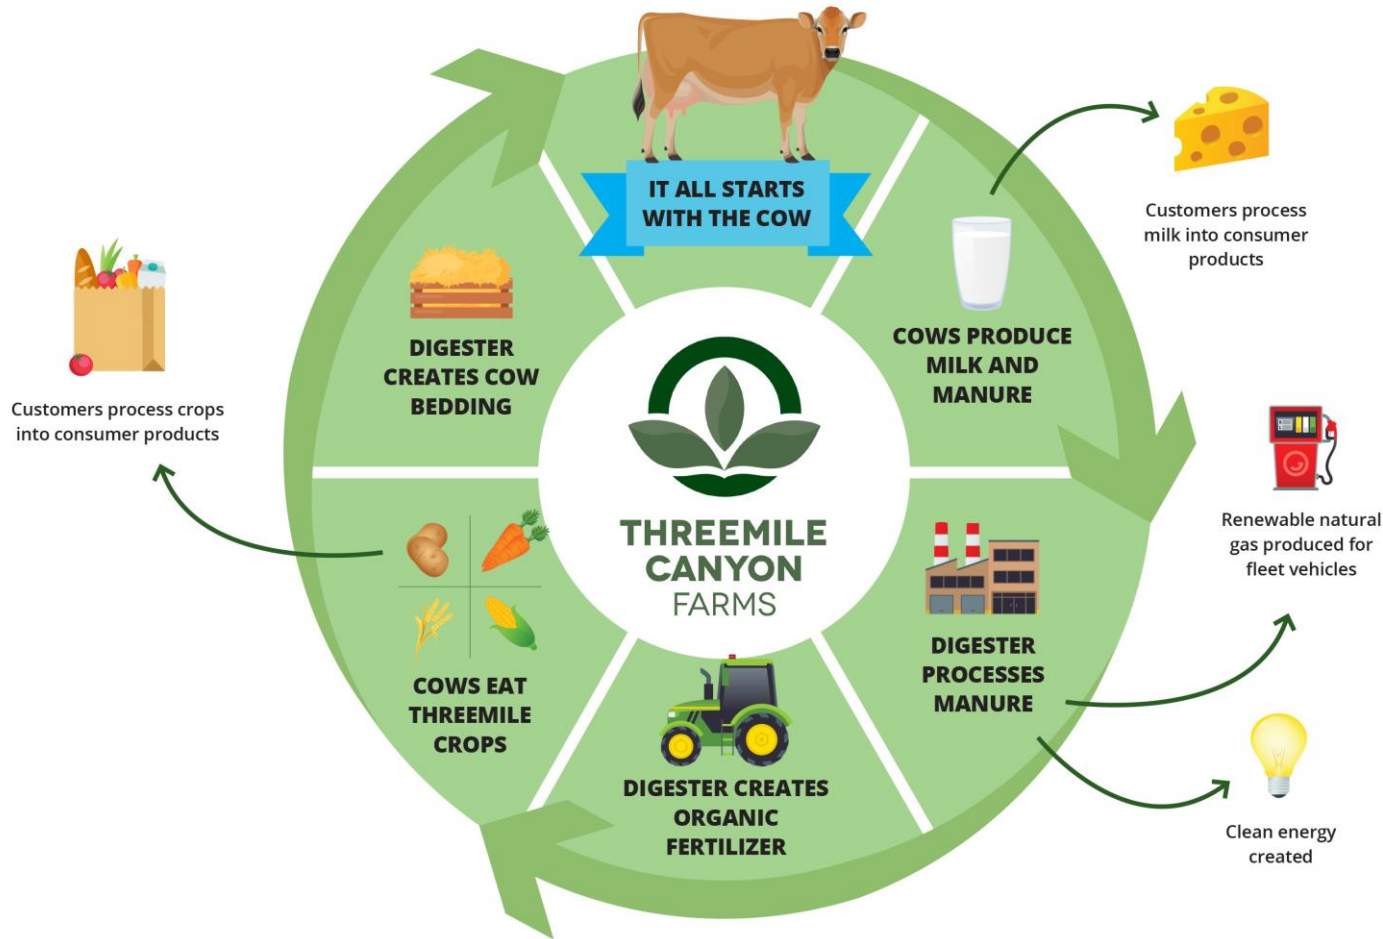 IT ALL STARTS
WITH THE COW
COWS PRODUCE
MILK AND
MANURE
Customers process
milk into consumer
products
DIGESTER
PROCESSES
MANURE
Renewable natural
gas produced for
fleet vehicles
Clean energy
created
DIGESTER CREATES
ORGANIC
FERTILIZER
COWS EAT
THREEMILE
CROPS
Customers process crops
into consumer products
DIGESTER
CREATES COW
BEDDING
THREEMILE
CANYON
FARMS